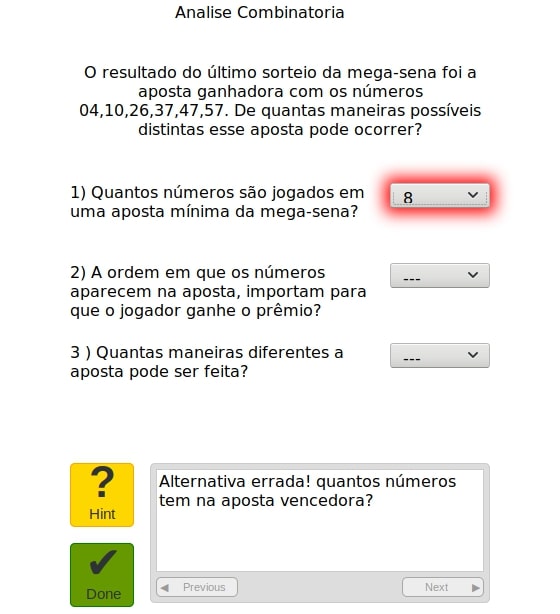 Analise Combinatoria
O resultado do último sorteio da mega-sena foi a
aposta ganhadora com os números
04,10,26,37,47,57. De quantas maneiras possíveis
distintas esse aposta pode ocorrer?
1) Quantos números são jogados em
uma aposta mínima da mega-sena?
8
2) A ordem em que os números
aparecem na aposta, importam para
que o jogador ganhe o prêmio?
---
3 ) Quantas maneiras diferentes a
aposta pode ser feita?
---
?
Hint
Alternativa errada! quantos números
tem na aposta vencedora?
Done
Previous
Next